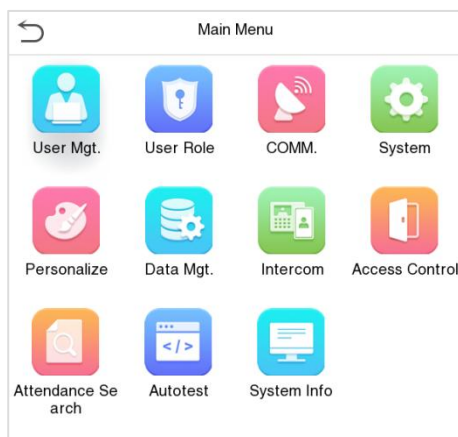 Main Menu
User Mgt.
User Role
COMM.
System
Personalize
Data Mgt.
Intercom
Access Control
Attendance Se
arch
</>
Autotest
System Info